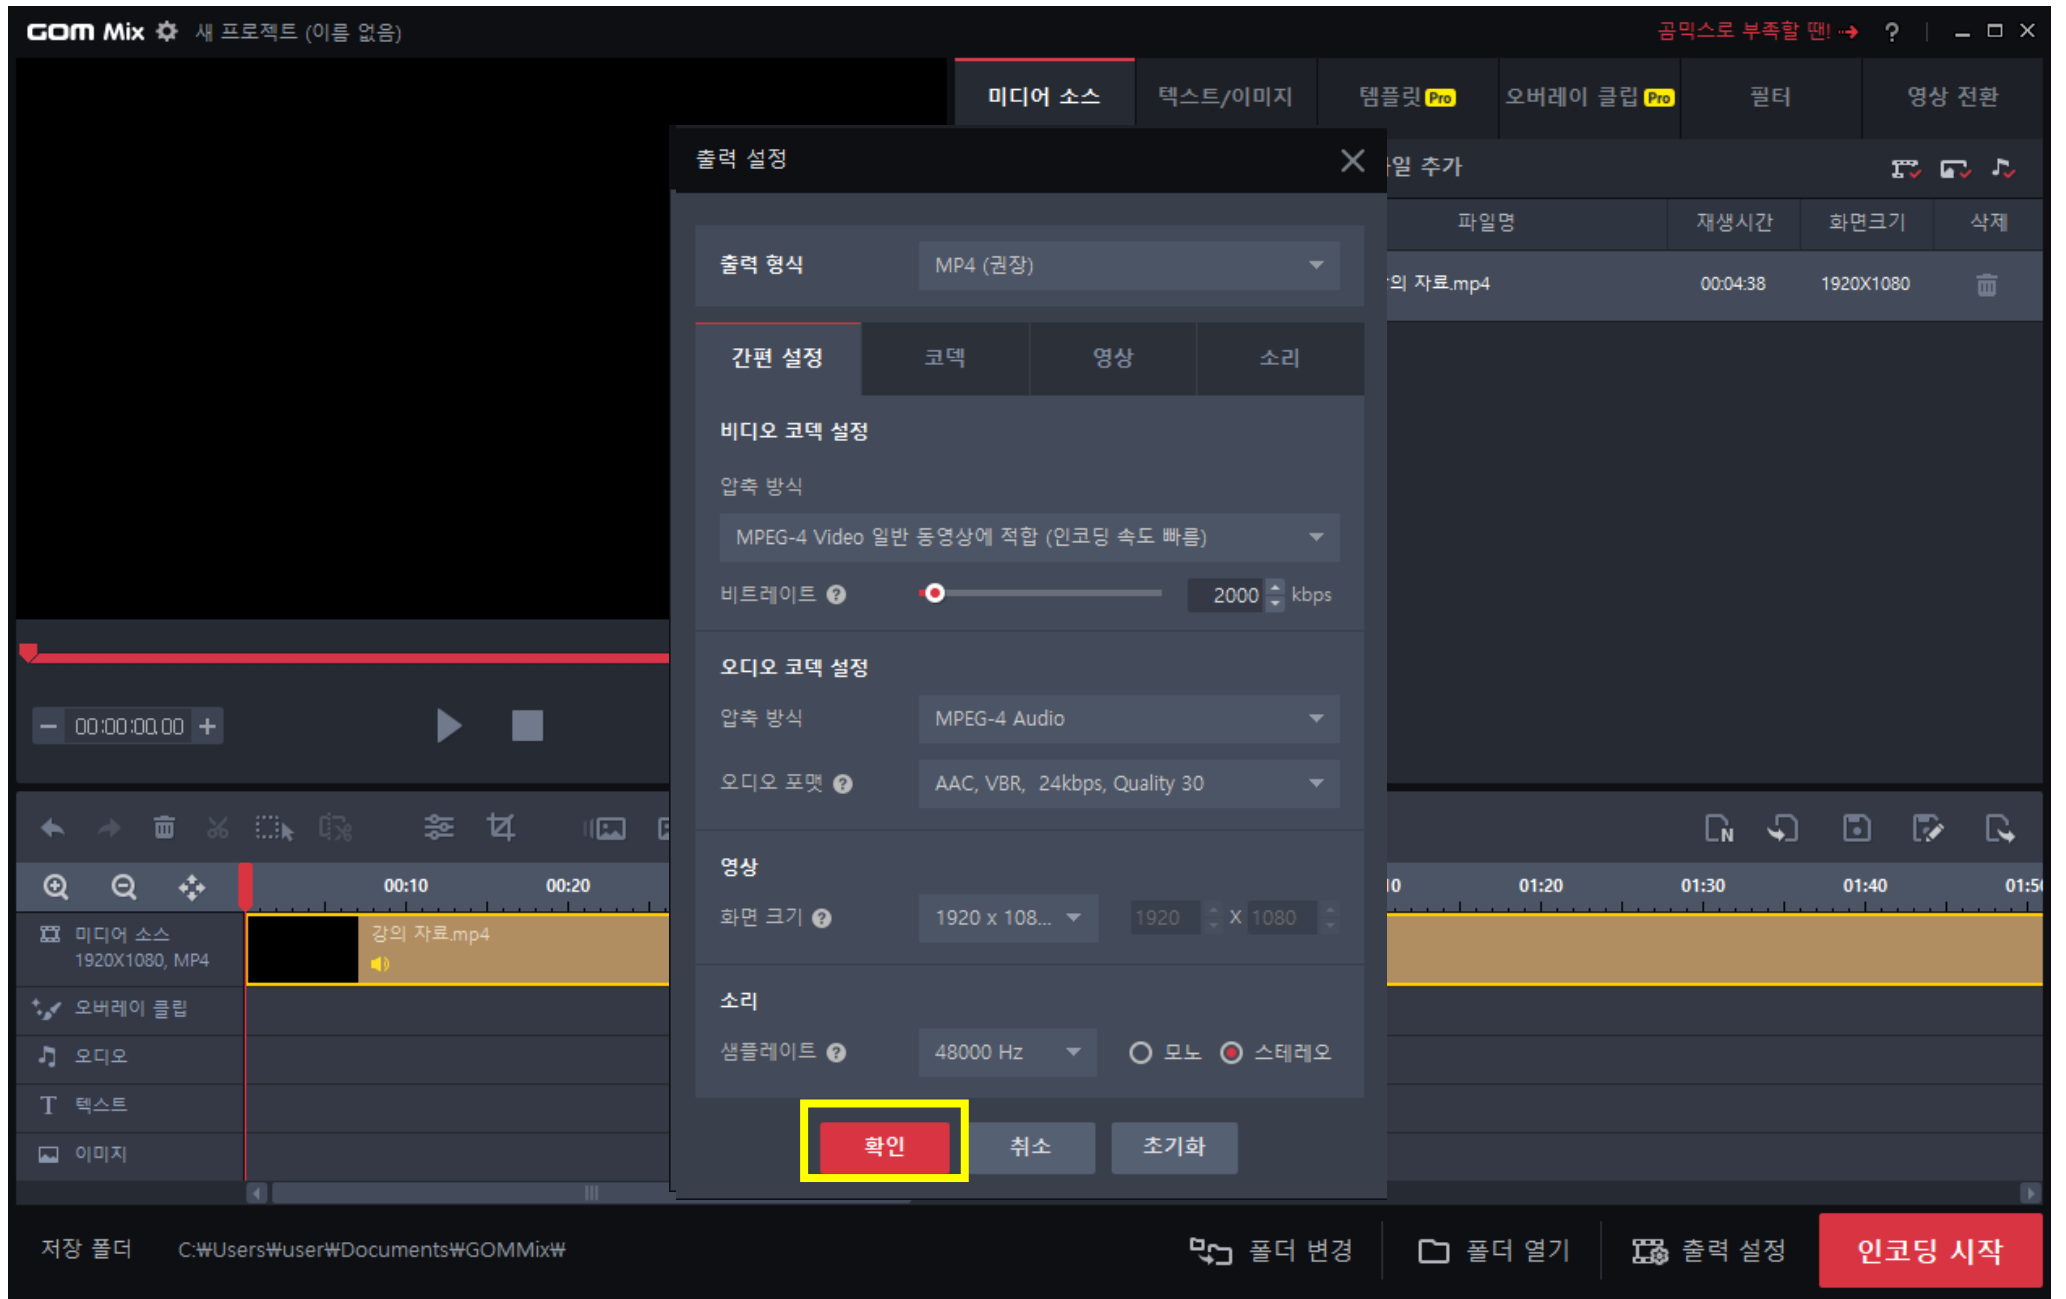 GOM Mix 새 프로젝트 (이름 없음)
곰믹스로 부족할 땐! ?
미디어 소스 텍스트/이미지 템플릿 Pro 오버레이 클립 Pro 필터 영상 전환
출력 설정
일 추가
파일명 재생시간 화면크기 삭제
의 자료.mp4 00:04:38 1920X1080
출력 형식 MP4 (권장)
간편 설정 코덱 영상 소리
비디오 코덱 설정
압축 방식
MPEG-4 Video 일반 동영상에 적합 (인코딩 속도 빠름)
비트레이트 ? 2000 kbps
오디오 코덱 설정
압축 방식 MPEG-4 Audio
오디오 포맷 ? AAC, VBR, 24kbps, Quality 30
영상
화면 크기 ? 1920 x 108... 1920 X 1080
소리
샘플레이트 ? 48000 Hz 모노 스테레오
확인 취소 초기화
00:00:00.00
N
00:10 00:20 01:20 01:30 01:40
미디어 소스
1920X1080, MP4
강의 자료.mp4
오버레이 클립
오디오
T 텍스트
이미지
저장 폴더 C:₩Users₩user₩Documents₩GOMMix₩
폴더 변경 폴더 열기 출력 설정 인코딩 시작